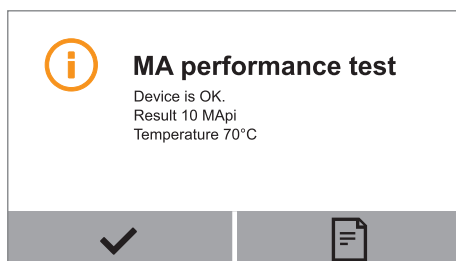 MA performance test
Device is OK.
Result 10 MApi
Temperature 70°C